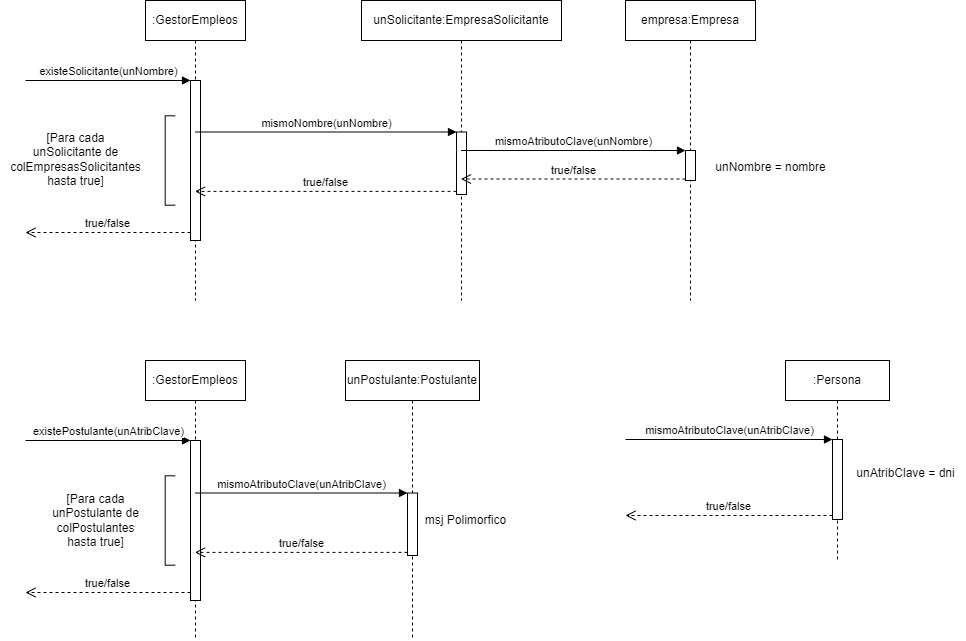 :GestorEmpleos
unSolicitante:EmpresaSolicitante
empresa:Empresa
existeSolicitante(unNombre)
mismoNombre(unNombre)
mismoAtributoClave(unNombre)
[Para cada
unSolicitante de
colEmpresasSolicitantes
hasta true]
unNombre = nombre
true/false
true/false
true/false
:GestorEmpleos
unPostulante:Postulante
:Persona
existePostulante(unAtribClave)
mismoAtributoClave(unAtribClave)
unAtribClave = dni
mismoAtributoClave(unAtribClave)
[Para cada
unPostulante de
colPostulantes
hasta true]
msj Polimorfico
true/false
true/false
true/false